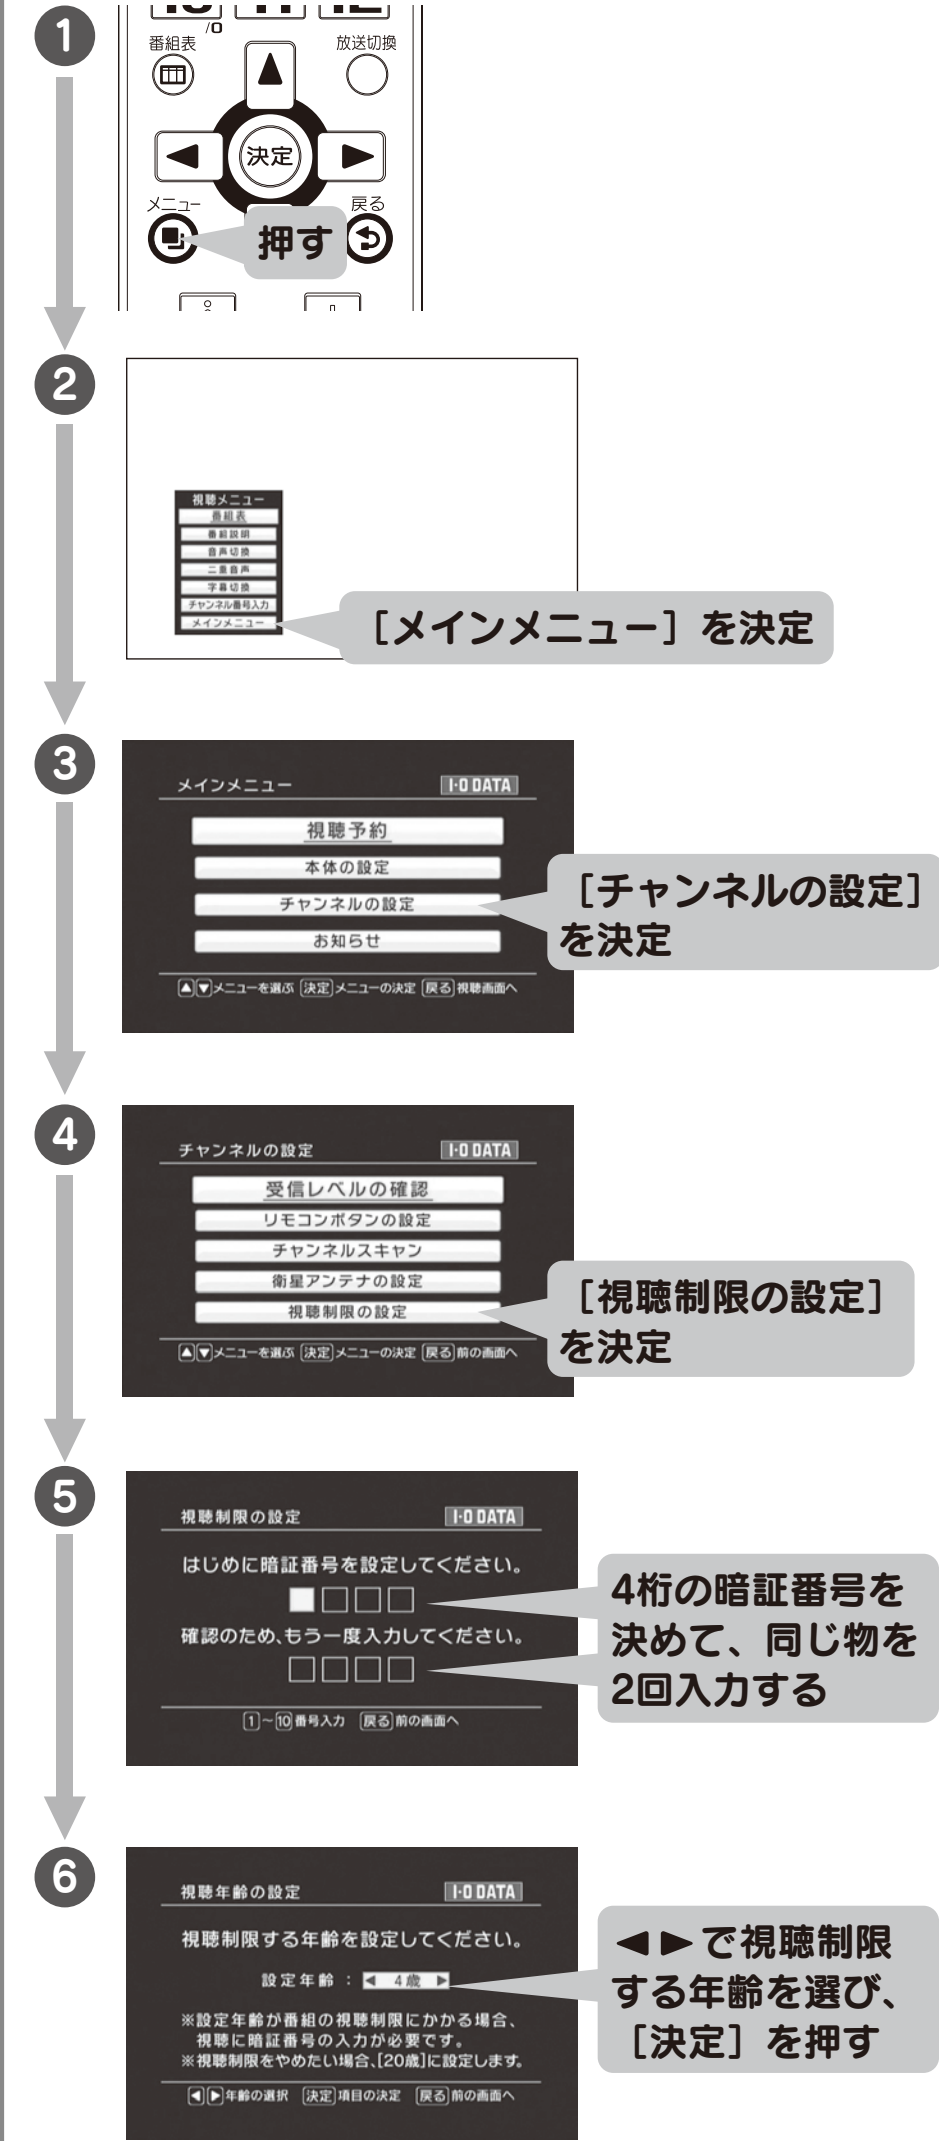 1
/0
番組表
放送切換
決定
メニュー
戻る
押す
2
視聴メニュー
番組表
番組説明
音声切換
二重音声
字幕切換
チャンネル番号入力
メインメニュー
［メインメニュー］を決定
3
メインメニュー
I-O DATA
視聴予約
本体の設定
チャンネルの設定
お知らせ
▲▼メニューを選ぶ 決定メニューの決定 戻る視聴画面へ
［チャンネルの設定］
を決定
4
チャンネルの設定
I-O DATA
受信レベルの確認
リモコンボタンの設定
チャンネルスキャン
衛星アンテナの設定
視聴制限の設定
▲▼メニューを選ぶ 決定メニューの決定 戻る前の画面へ
［視聴制限の設定］
を決定
5
視聴制限の設定
I-O DATA
はじめに暗証番号を設定してください。
確認のため、もう一度入力してください。
1～10番号入力 戻る前の画面へ
4桁の暗証番号を
決めて、同じ物を
2回入力する
6
視聴年齢の設定
I-O DATA
視聴制限する年齢を設定してください。
設定年齢：◀ 4歳 ▶
※設定年齢が番組の視聴制限にかかる場合、
視聴に暗証番号の入力が必要です。
※視聴制限をやめたい場合、[20歳]に設定します。
◀▶年齢の選択 決定項目の決定 戻る前の画面へ
◀▶で視聴制限
する年齢を選び、
［決定］を押す